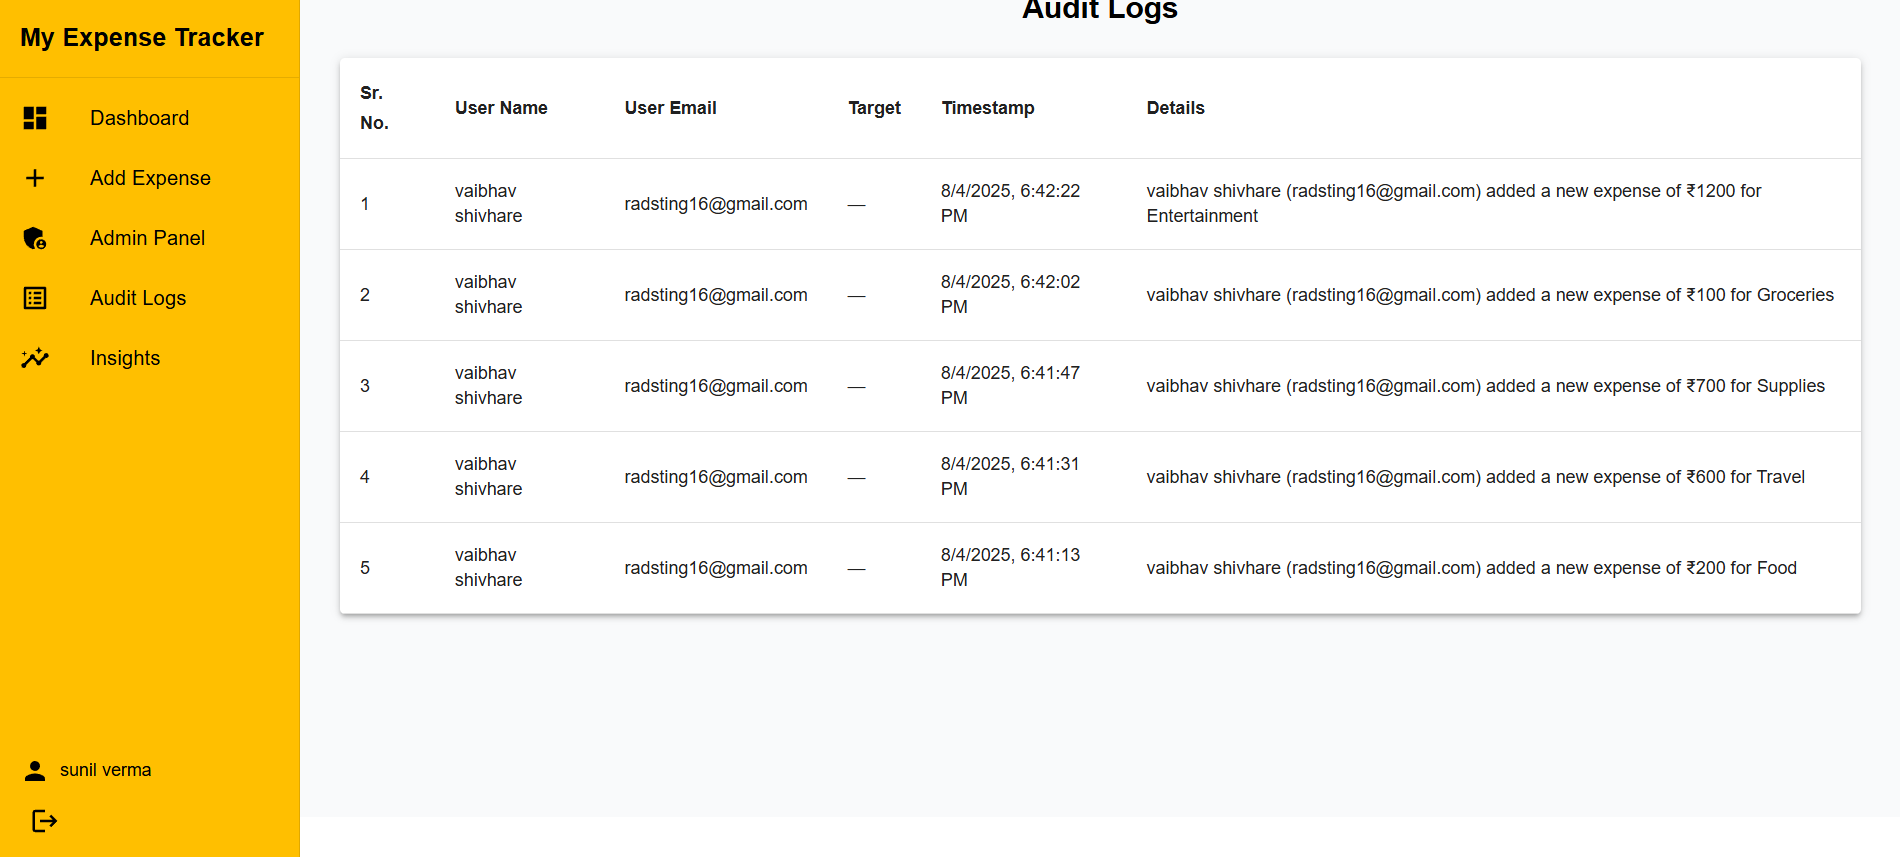 My Expense Tracker
Dashboard
Add Expense
Admin Panel
Audit Logs
Insights
sunil verma
Audit Logs
Sr. No. User Name User Email Target Timestamp Details
1 vaibhav shivhare radsting16@gmail.com — 8/4/2025, 6:42:22 PM vaibhav shivhare (radsting16@gmail.com) added a new expense of ₹1200 for Entertainment
2 vaibhav shivhare radsting16@gmail.com — 8/4/2025, 6:42:02 PM vaibhav shivhare (radsting16@gmail.com) added a new expense of ₹100 for Groceries
3 vaibhav shivhare radsting16@gmail.com — 8/4/2025, 6:41:47 PM vaibhav shivhare (radsting16@gmail.com) added a new expense of ₹700 for Supplies
4 vaibhav shivhare radsting16@gmail.com — 8/4/2025, 6:41:31 PM vaibhav shivhare (radsting16@gmail.com) added a new expense of ₹600 for Travel
5 vaibhav shivhare radsting16@gmail.com — 8/4/2025, 6:41:13 PM vaibhav shivhare (radsting16@gmail.com) added a new expense of ₹200 for Food